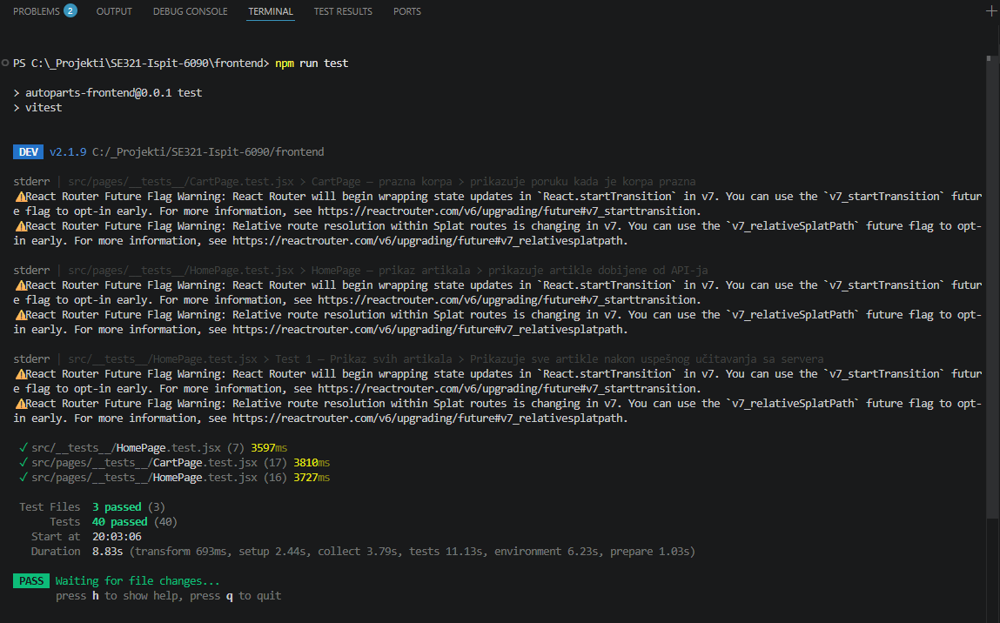 PROBLEMS 2 OUTPUT DEBUG CONSOLE TERMINAL TEST RESULTS PORTS
PS C:\_Projekti\SE321-Ispit-6090\frontend> npm run test
> autoparts-frontend@0.0.1 test
> vitest
DEV v2.1.9 C:/_Projekti/SE321-Ispit-6090/frontend
stderr | src/pages/__tests__/CartPage.test.jsx > CartPage — prazna korpa > prikazuje poruku kada je korpa prazna
⚠️React Router Future Flag Warning: React Router will begin wrapping state updates in `React.startTransition` in v7. You can use the `v7_startTransition` futur
e flag to opt-in early. For more information, see https://reactrouter.com/v6/upgrading/future#v7_starttransition.
⚠️React Router Future Flag Warning: Relative route resolution within Splat routes is changing in v7. You can use the `v7_relativeSplatPath` future flag to opt-
in early. For more information, see https://reactrouter.com/v6/upgrading/future#v7_relativesplatpath.
stderr | src/pages/__tests__/HomePage.test.jsx > HomePage — prikaz artikala > prikazuje artikle dobijene od API-ja
⚠️React Router Future Flag Warning: React Router will begin wrapping state updates in `React.startTransition` in v7. You can use the `v7_startTransition` futur
e flag to opt-in early. For more information, see https://reactrouter.com/v6/upgrading/future#v7_starttransition.
⚠️React Router Future Flag Warning: Relative route resolution within Splat routes is changing in v7. You can use the `v7_relativeSplatPath` future flag to opt-
in early. For more information, see https://reactrouter.com/v6/upgrading/future#v7_relativesplatpath.
stderr | src/__tests__/HomePage.test.jsx > Test 1 — Prikaz svih artikala > Prikazuje sve artikle nakon uspešnog učitavanja sa servera
⚠️React Router Future Flag Warning: React Router will begin wrapping state updates in `React.startTransition` in v7. You can use the `v7_startTransition` futur
e flag to opt-in early. For more information, see https://reactrouter.com/v6/upgrading/future#v7_starttransition.
⚠️React Router Future Flag Warning: Relative route resolution within Splat routes is changing in v7. You can use the `v7_relativeSplatPath` future flag to opt-
in early. For more information, see https://reactrouter.com/v6/upgrading/future#v7_relativesplatpath.
✓ src/__tests__/HomePage.test.jsx (7) 3597ms
✓ src/pages/__tests__/CartPage.test.jsx (17) 3810ms
✓ src/pages/__tests__/HomePage.test.jsx (16) 3727ms
Test Files 3 passed (3)
Tests 40 passed (40)
Start at 20:03:06
Duration 8.83s (transform 693ms, setup 2.44s, collect 3.79s, tests 11.13s, environment 6.23s, prepare 1.03s)
PASS Waiting for file changes...
press h to show help, press q to quit